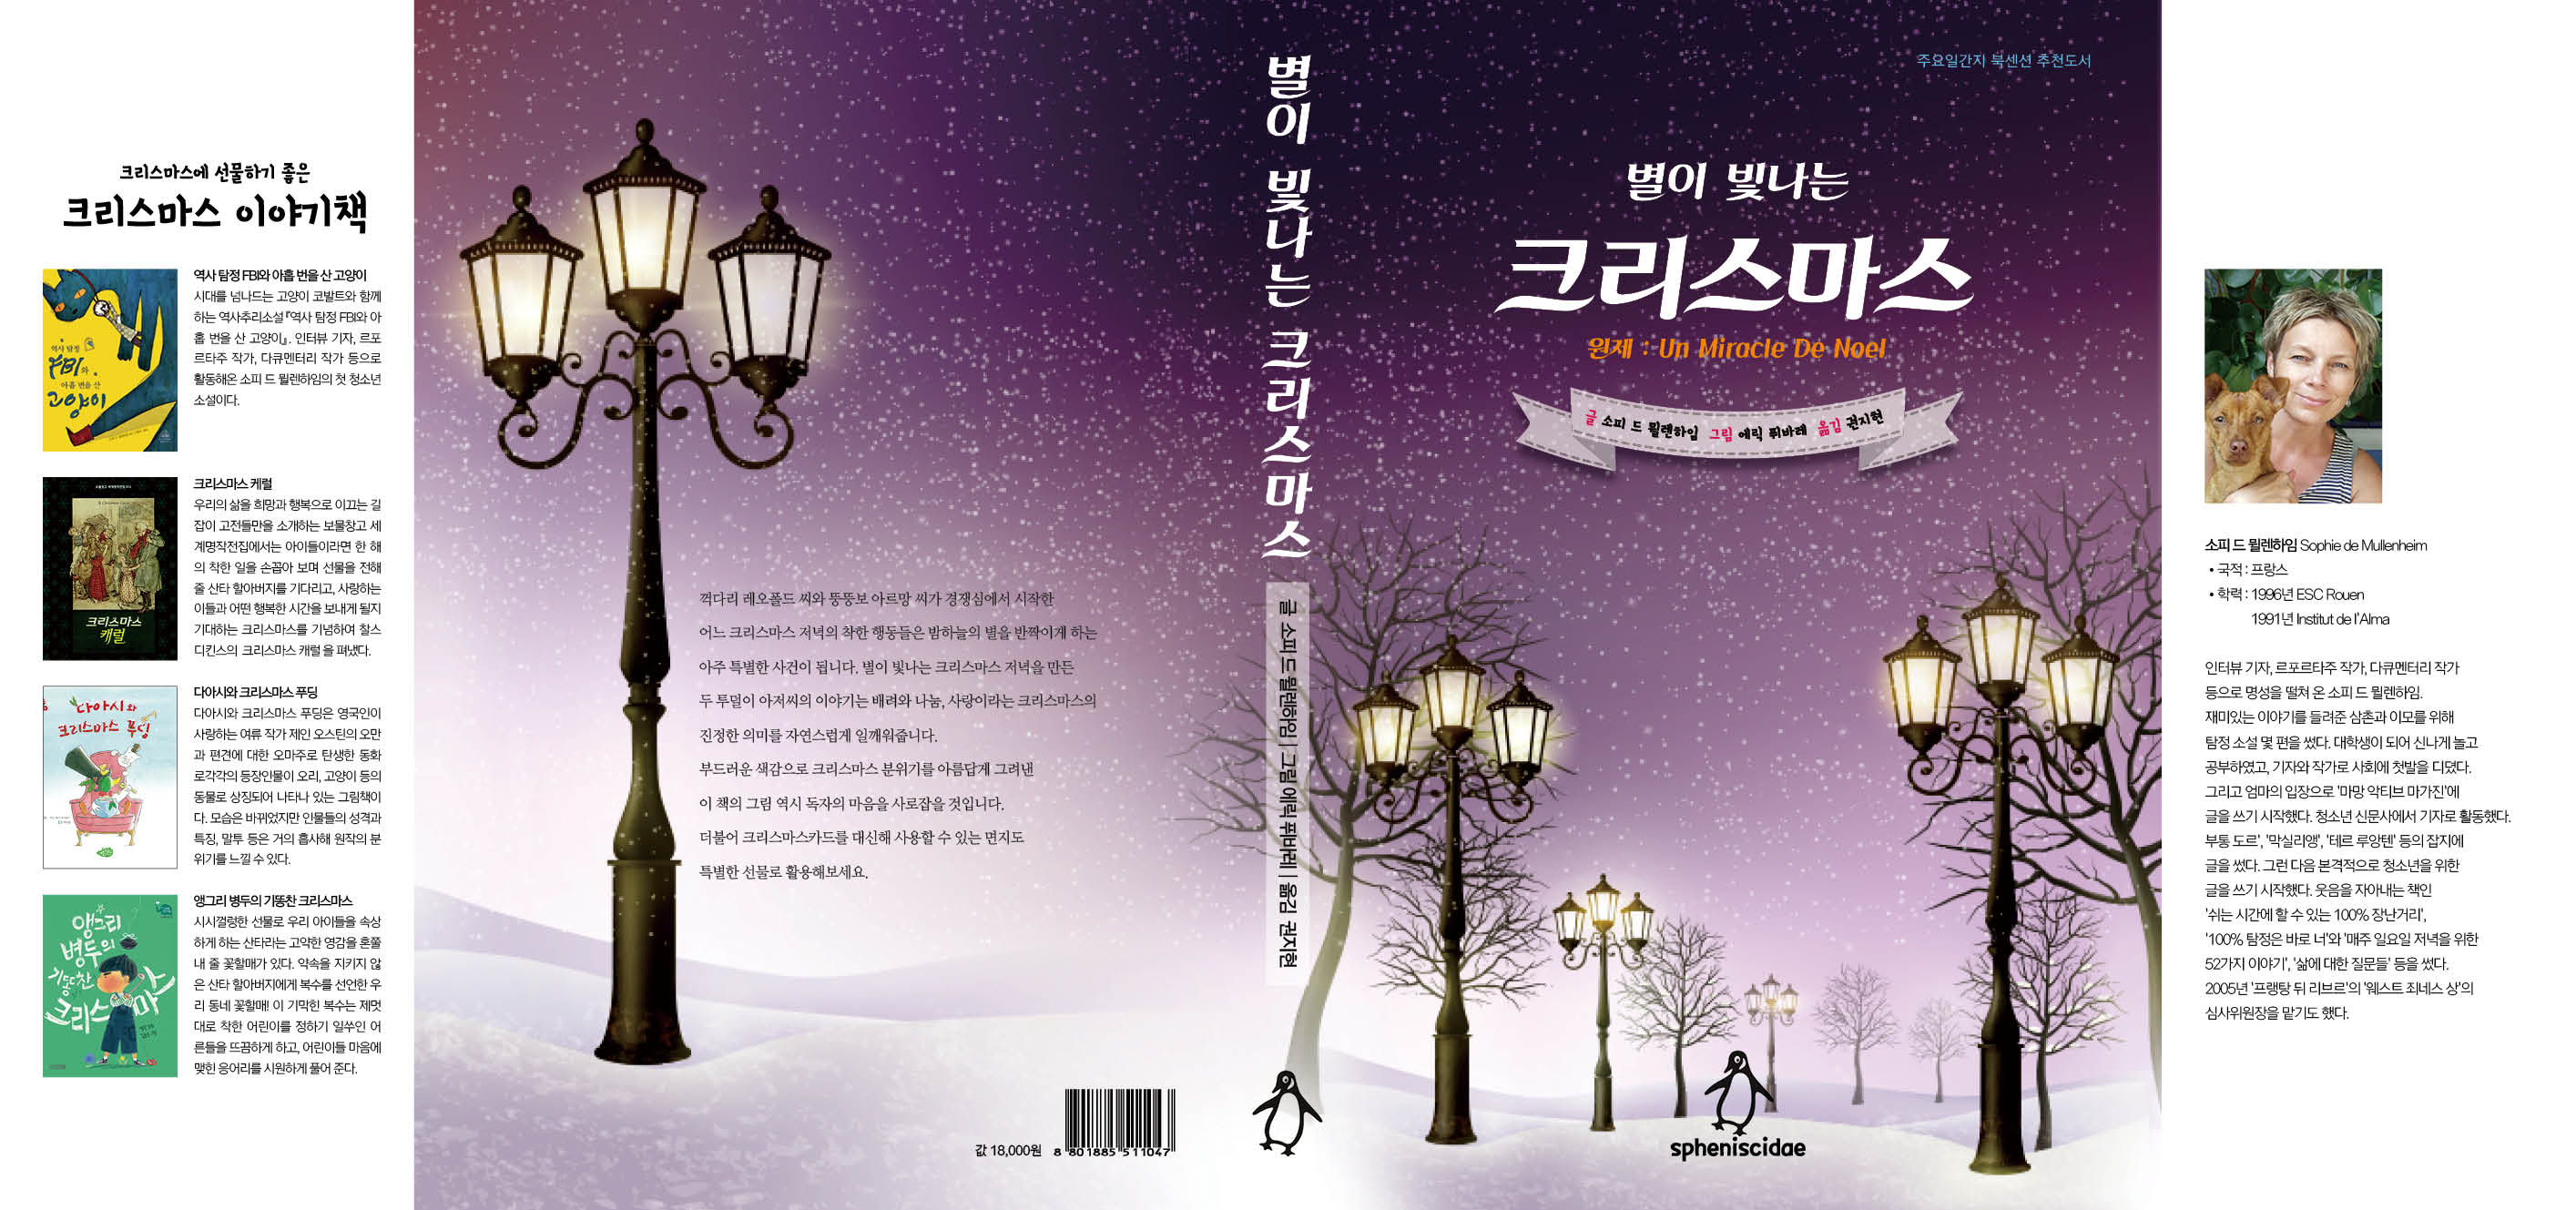 크리스마스에 선물하기 좋은
크리스마스 이야기책
역사 탐정
FBI와
아홉 번을 산
고양이
역사 탐정 FBI와 아홉 번을 산 고양이
시대를 넘나드는 고양이 코발트와 함께
하는 역사추리소설 『역사 탐정 FBI와 아
홉 번을 산 고양이』. 인터뷰 기자, 르포
르타주 작가, 다큐멘터리 작가 등으로
활동해온 소피 드 뮐렌하임의 첫 청소년
소설이다.
크리스마스
캐럴
크리스마스 케럴
우리의 삶을 희망과 행복으로 이끄는 길
잡이 고전들만을 소개하는 보물창고 세
계명작전집에서는 아이들이라면 한 해
의 착한 일을 손꼽아 보며 선물을 전해
줄 산타 할아버지를 기다리고, 사랑하는
이들과 어떤 행복한 시간을 보내게 될지
기대하는 크리스마스를 기념하여 찰스
디킨스의 크리스마스 캐럴 을 펴냈다.
다아시와
크리스마스 푸딩
다아시와 크리스마스 푸딩
다아시와 크리스마스 푸딩은 영국인이
사랑하는 여류 작가 제인 오스틴의 오만
과 편견에 대한 오마주로 탄생한 동화
로각각의 등장인물이 오리, 고양이 등의
동물로 상징되어 나타나 있는 그림책이
다. 모습은 바뀌었지만 인물들의 성격과
특징, 말투 등은 거의 흡사해 원작의 분
위기를 느낄 수 있다.
앵그리
병두의
기똥찬
크리스마스
앵그리 병두의 기똥찬 크리스마스
시시껄렁한 선물로 우리 아이들을 속상
하게 하는 산타라는 고약한 영감을 혼쭐
내 줄 꽃할매가 있다. 약속을 지키지 않
은 산타 할아버지에게 복수를 선언한 우
리 동네 꽃할매! 이 기막힌 복수는 제멋
대로 착한 어린이를 정하기 일쑤인 어
른들을 뜨끔하게 하고, 어린이들 마음에
맺힌 응어리를 시원하게 풀어 준다.
꺽다리 레오폴드 씨와 뚱뚱보 아르망 씨가 경쟁심에서 시작한
어느 크리스마스 저녁의 착한 행동들은 밤하늘의 별을 반짝이게 하는
아주 특별한 사건이 됩니다. 별이 빛나는 크리스마스 저녁을 만든
두 투덜이 아저씨의 이야기는 배려와 나눔, 사랑이라는 크리스마스의
진정한 의미를 자연스럽게 일깨워줍니다.
부드러운 색감으로 크리스마스 분위기를 아름답게 그려낸
이 책의 그림 역시 독자의 마음을 사로잡을 것입니다.
더불어 크리스마스카드를 대신해 사용할 수 있는 면지도
특별한 선물로 활용해보세요.
값 18,000원
8 801885 511047
별이 빛나는 크리스마스
글 소피 드 뮐렌하임 | 그림 에릭 퓌바레 | 옮김 권지현
주요일간지 북센션 추천도서
별이 빛나는
크리스마스
원제 : Un Miracle De Noel
글 소피 드 뮐렌하임 그림 에릭 퓌바레 옮김 권지현
spheniscidae
소피 드 뮐렌하임 Sophie de Mullenheim
• 국적 : 프랑스
• 학력 : 1996년 ESC Rouen
1991년 Institut de l'Alma
인터뷰 기자, 르포르타주 작가, 다큐멘터리 작가
등으로 명성을 떨쳐 온 소피 드 뮐렌하임.
재미있는 이야기를 들려준 삼촌과 이모를 위해
탐정 소설 몇 편을 썼다. 대학생이 되어 신나게 놀고
공부하였고, 기자와 작가로 사회에 첫발을 디뎠다.
그리고 엄마의 입장으로 '마망 악티브 마가진'에
글을 쓰기 시작했다. 청소년 신문사에서 기자로 활동했다.
부통 도르', '막실리앵', '테르 루앙텐' 등의 잡지에
글을 썼다. 그런 다음 본격적으로 청소년을 위한
글을 쓰기 시작했다. 웃음을 자아내는 책인
'쉬는 시간에 할 수 있는 100% 장난거리',
'100% 탐정은 바로 너'와 '매주 일요일 저녁을 위한
52가지 이야기', '삶에 대한 질문들' 등을 썼다.
2005년 '프랭탕 뒤 리브르'의 '웨스트 죄네스 상'의
심사위원장을 맡기도 했다.